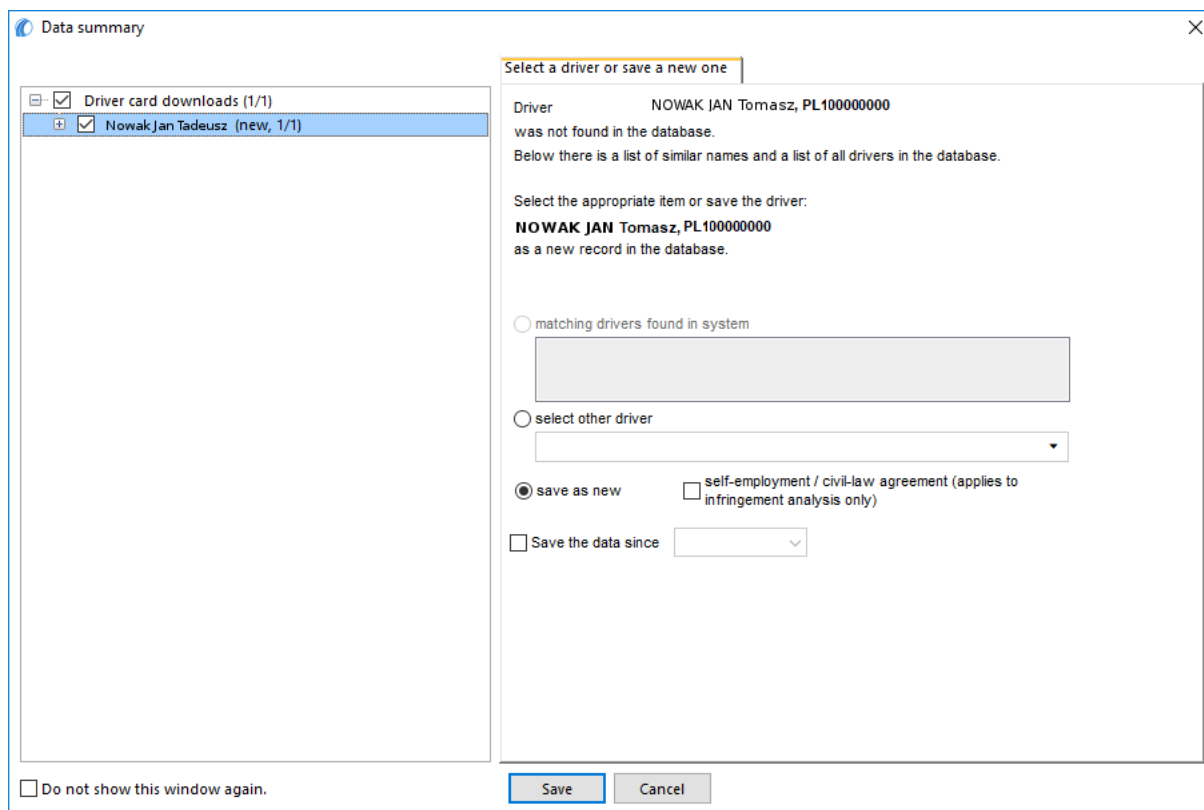 Data summary
Select a driver or save a new one
Driver card downloads (1/1)
Nowak Jan Tadeusz (new, 1/1)
Driver NOWAK JAN Tomasz, PL100000000
was not found in the database.
Below there is a list of similar names and a list of all drivers in the database.
Select the appropriate item or save the driver:
NOWAK JAN Tomasz, PL100000000
as a new record in the database.
matching drivers found in system
select other driver
save as new
self-employment / civil-law agreement (applies to
infringement analysis only)
Save the data since
Do not show this window again.
Save
Cancel